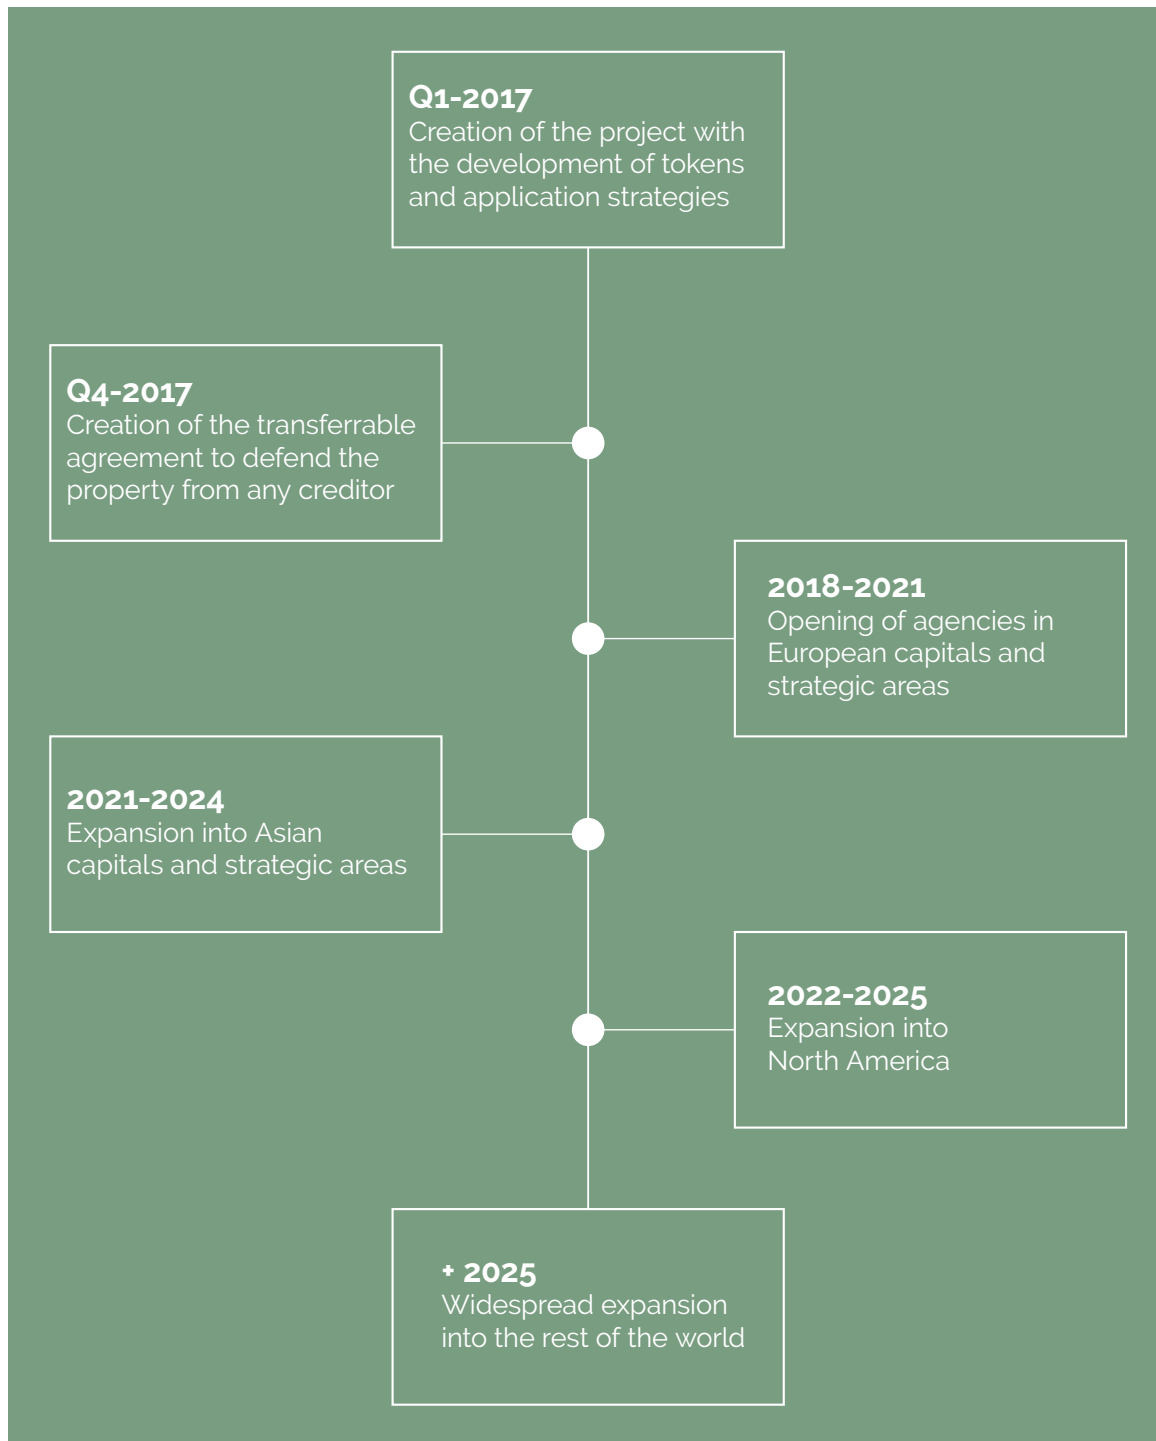 Q1-2017
Creation of the project with
the development of tokens
and application strategies
Q4-2017
Creation of the transferrable
agreement to defend the
property from any creditor
2018-2021
Opening of agencies in
European capitals and
strategic areas
2021-2024
Expansion into Asian
capitals and strategic areas
2022-2025
Expansion into
North America
+ 2025
Widespread expansion
into the rest of the world